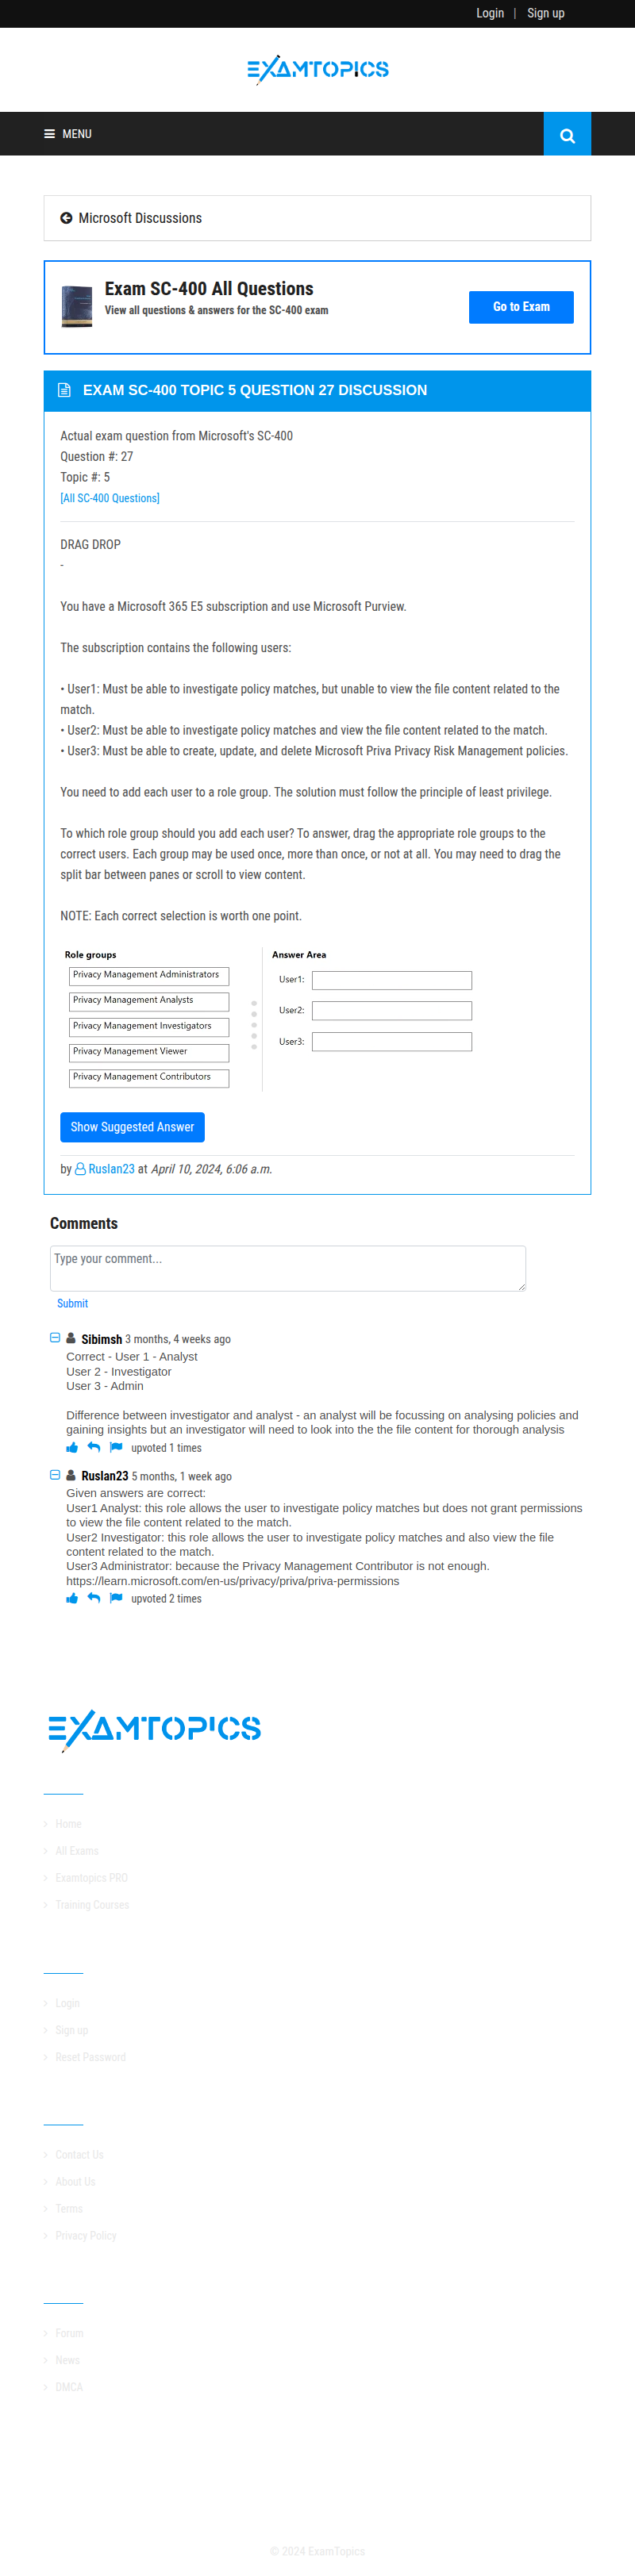 Login | Sign up
EXAMTOPICS
MENU
Microsoft Discussions
Exam SC-400 All Questions
View all questions & answers for the SC-400 exam
Go to Exam
EXAM SC-400 TOPIC 5 QUESTION 27 DISCUSSION
Actual exam question from Microsoft's SC-400
Question #: 27
Topic #: 5
[All SC-400 Questions]
DRAG DROP
-
You have a Microsoft 365 E5 subscription and use Microsoft Purview.
The subscription contains the following users:
• User1: Must be able to investigate policy matches, but unable to view the file content related to the
match.
• User2: Must be able to investigate policy matches and view the file content related to the match.
• User3: Must be able to create, update, and delete Microsoft Priva Privacy Risk Management policies.
You need to add each user to a role group. The solution must follow the principle of least privilege.
To which role group should you add each user? To answer, drag the appropriate role groups to the
correct users. Each group may be used once, more than once, or not at all. You may need to drag the
split bar between panes or scroll to view content.
NOTE: Each correct selection is worth one point.
Role groups
Privacy Management Administrators
Privacy Management Analysts
Privacy Management Investigators
Privacy Management Viewer
Privacy Management Contributors
Answer Area
User1:
User2:
User3:
Show Suggested Answer
by Ruslan23 at April 10, 2024, 6:06 a.m.
Comments
Type your comment...
Submit
Sibimsh 3 months, 4 weeks ago
Correct - User 1 - Analyst
User 2 - Investigator
User 3 - Admin
Difference between investigator and analyst - an analyst will be focussing on analysing policies and
gaining insights but an investigator will need to look into the the file content for thorough analysis
upvoted 1 times
Ruslan23 5 months, 1 week ago
Given answers are correct:
User1 Analyst: this role allows the user to investigate policy matches but does not grant permissions
to view the file content related to the match.
User2 Investigator: this role allows the user to investigate policy matches and also view the file
content related to the match.
User3 Administrator: because the Privacy Management Contributor is not enough.
https://learn.microsoft.com/en-us/privacy/priva/priva-permissions
upvoted 2 times
EXAMTOPICS
Home
All Exams
Examtopics PRO
Training Courses
Login
Sign up
Reset Password
Contact Us
About Us
Terms
Privacy Policy
Forum
News
DMCA
© 2024 ExamTopics